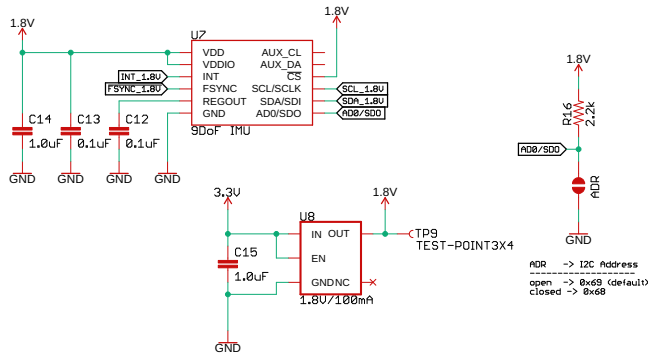 1.8V
U7
VDD
VDDIO
INT
FSYNC
REGOUT
GND
AUX_CL
AUX_DA
CS
SCL/SCLK
SDA/SDI
AD0/SDO
9DoF IMU
INT_1.8V
FSYNC_1.8V
1.8V
SCL_1.8V
SDA_1.8V
AD0/SDO
C14
1.0uF
C13
0.1uF
C12
0.1uF
GND
GND
GND
GND
1.8V
R16
2.2k
AD0/SDO
ADR
GND
3.3V
C15
1.0uF
GND
U8
IN OUT
EN
GND NC
1.8V/100mA
1.8V
TP9
TEST-POINT3X4
ADR -> I2C Address
--------------------
open -> 0x69 (default)
closed -> 0x68